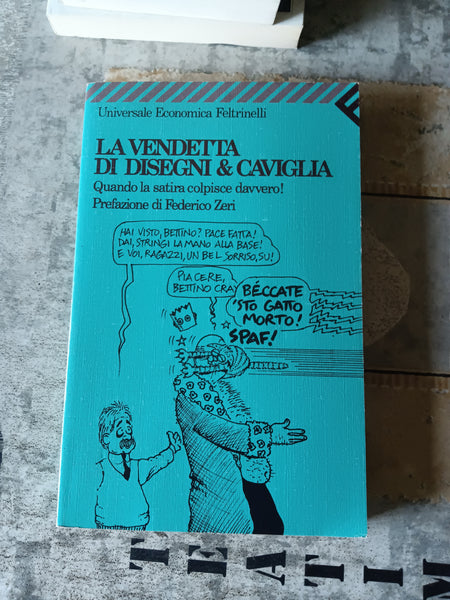 Universale Economica Feltrinelli
LA VENDETTA
DI DISEGNI & CAVIGLIA
Quando la satira colpisce davvero!
Prefazione di Federico Zeri
HAI VISTO, BETTINO? PACE FATTA!
DAI, STRINGI LA MANO ALLA BASE!
E VOI, RAGAZZI, UN BEL SORRISO, SU!
PIACERE,
BETTINO CRA
BÉCCATE
'STO GATTO
MORTO!
SPAF!
T E A T I M